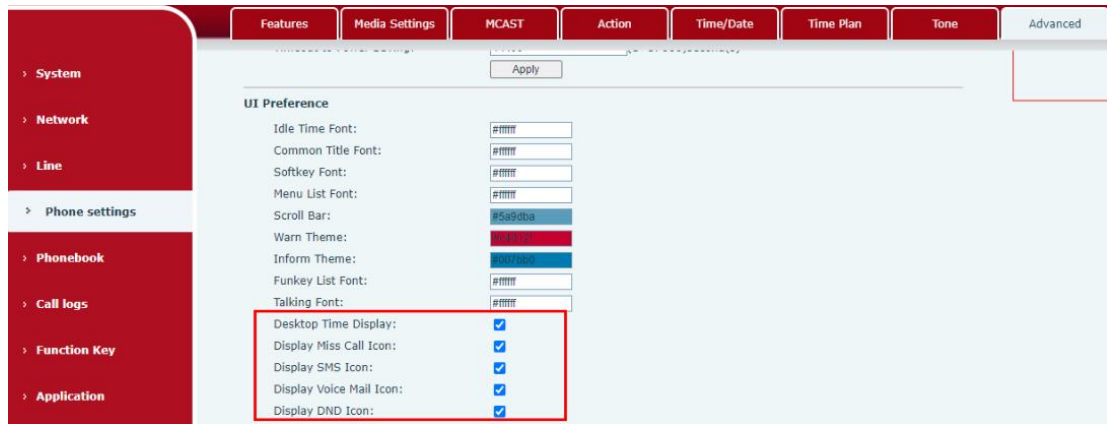 Features Media Settings MCAST Action Time/Date Time Plan Tone Advanced
› System
› Network
› Line
› Phone settings
› Phonebook
› Call logs
› Function Key
› Application
Apply
UI Preference
Idle Time Font: #ffffff
Common Title Font: #ffffff
Softkey Font: #ffffff
Menu List Font: #ffffff
Scroll Bar: #5a9dba
Warn Theme:
Inform Theme: #007bb0
Funkey List Font: #ffffff
Talking Font: #ffffff
Desktop Time Display:
Display Miss Call Icon:
Display SMS Icon:
Display Voice Mail Icon:
Display DND Icon: